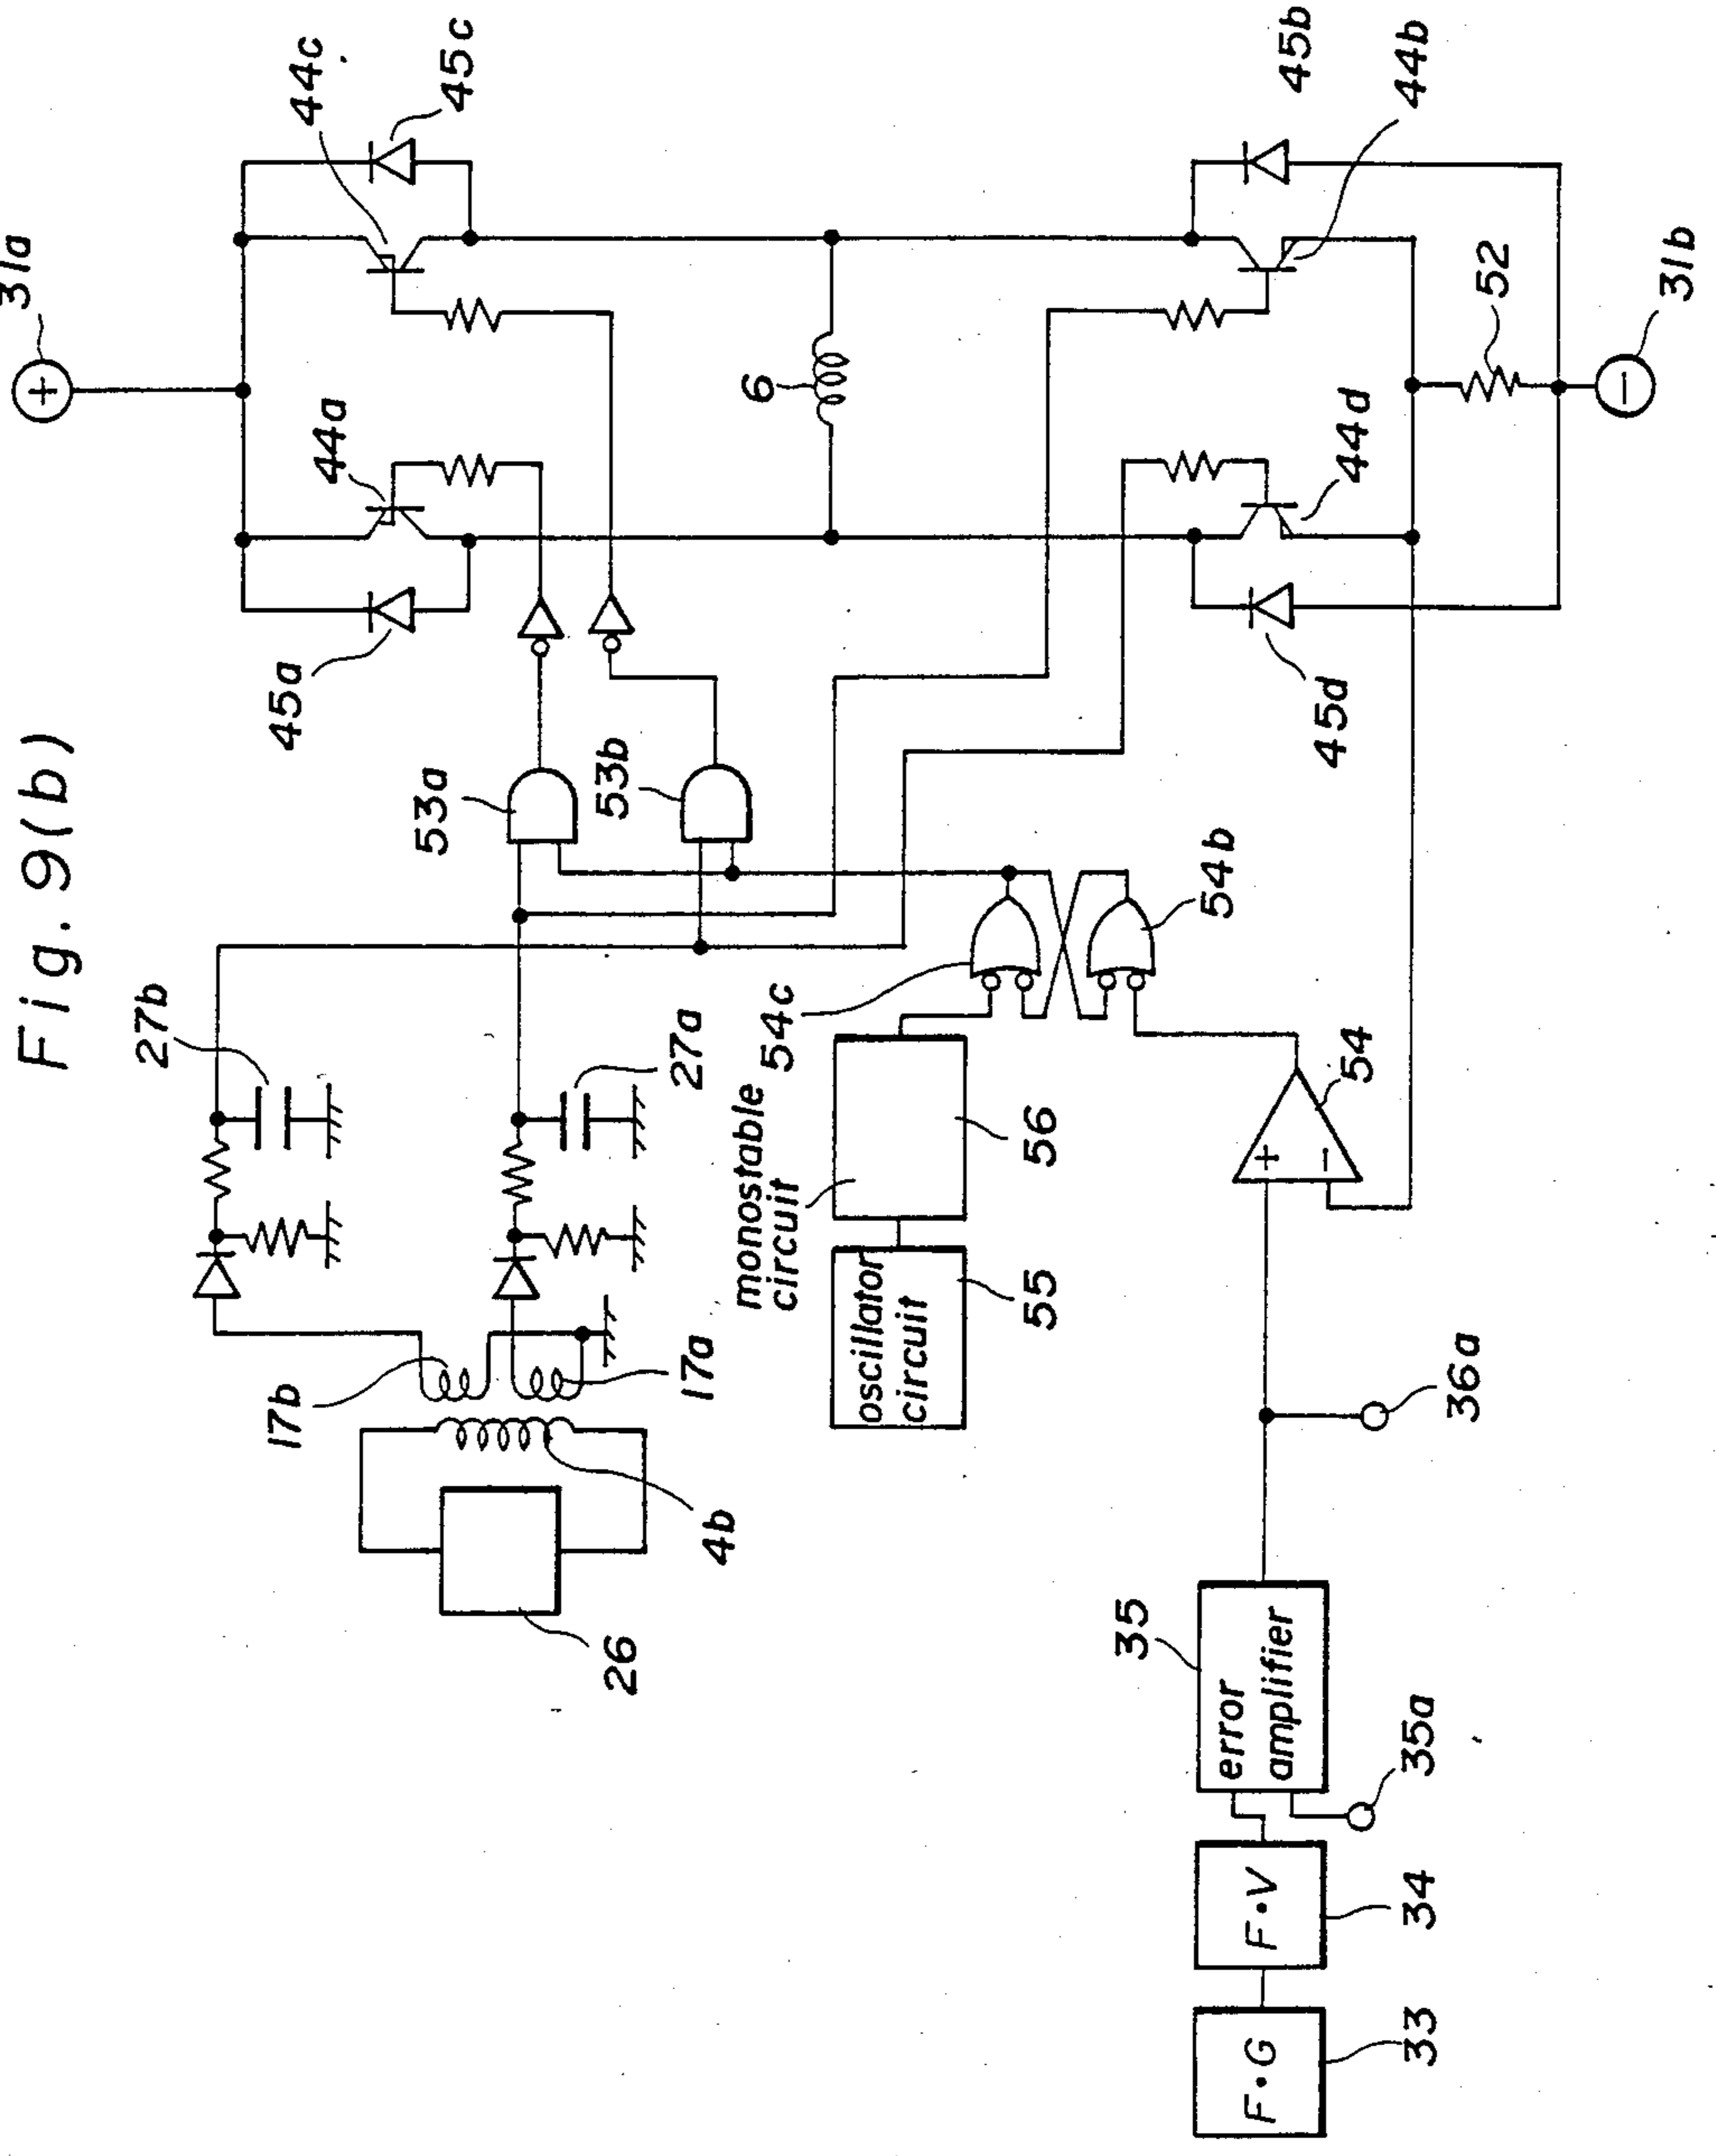 Fig. 9(b)
31a
+
44c
45c
44a
45a
6
45b
44b
52
44d
45d
31b
−
53a
53b
27b
27a
17b
17a
4b
26
monostable
circuit
54c
54b
56
oscillator
circuit
55
54
+
−
36a
35
error
amplifier
35a
F·V
34
F·G
33